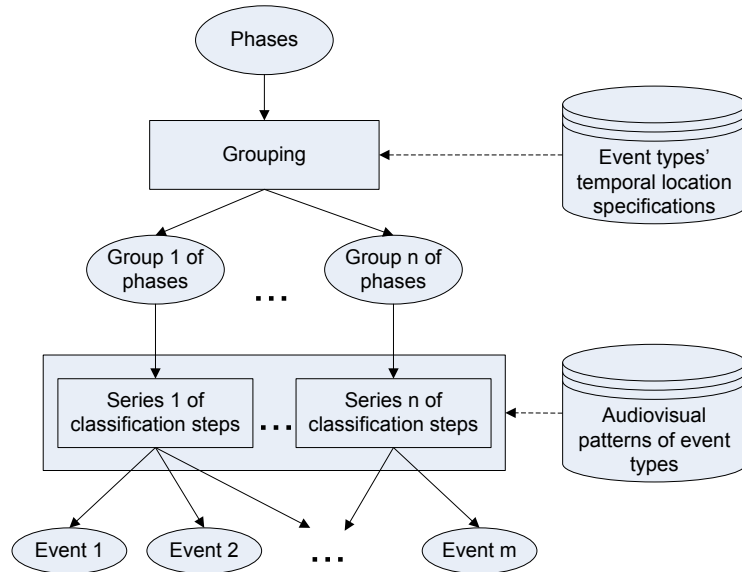 Phases
Grouping
Event types’
temporal location
specifications
Group 1 of
phases
...
Group n of
phases
Series 1 of
classification steps
...
Series n of
classification steps
Audiovisual
patterns of event
types
Event 1
Event 2
...
Event m